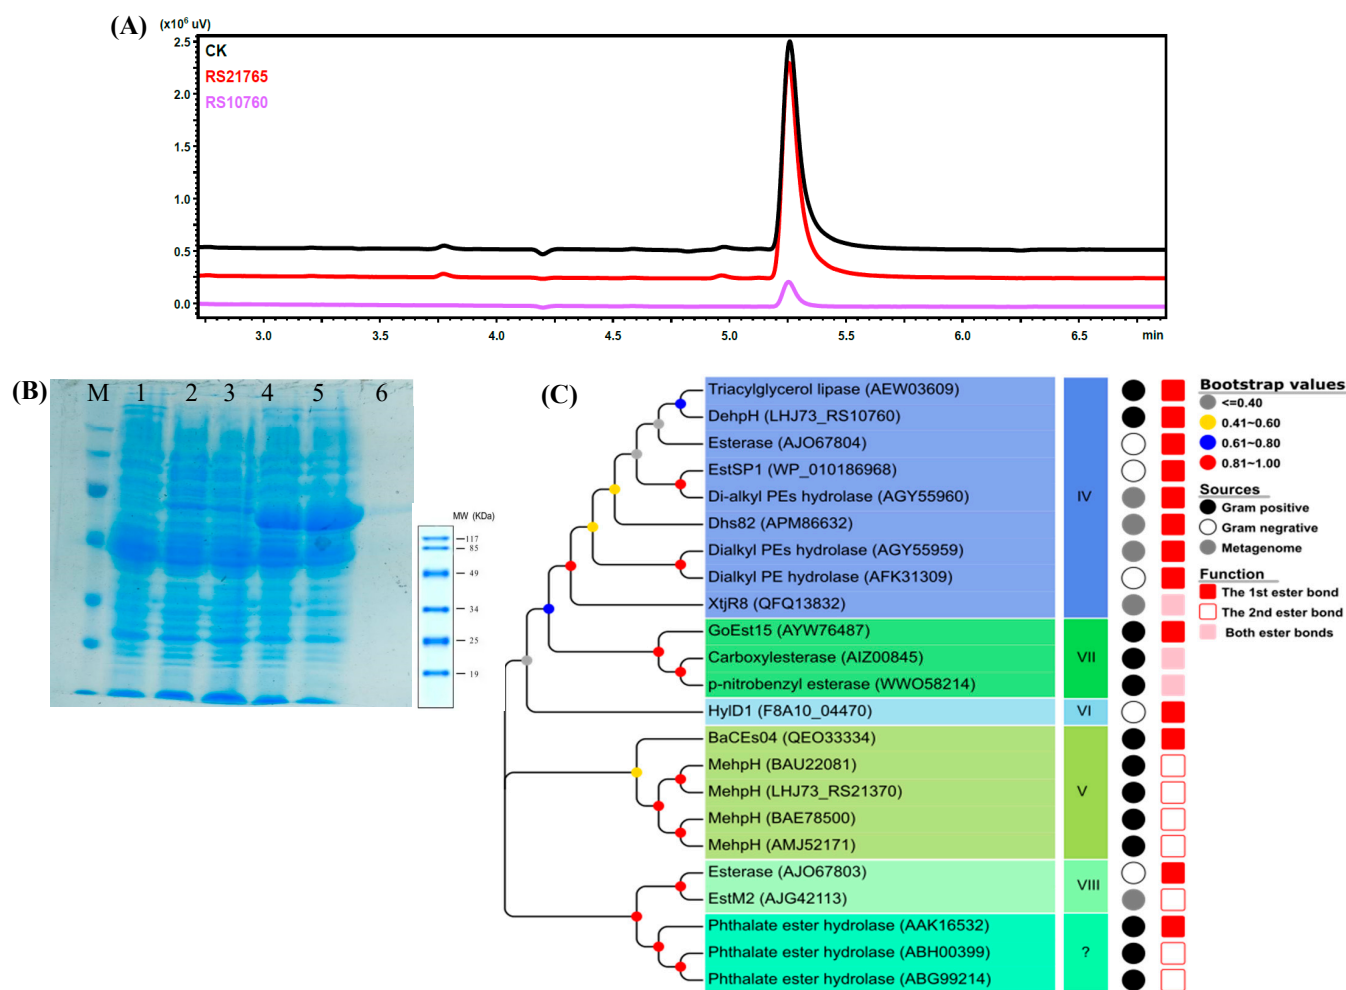 (A)
(x10⁶ uV)
CK
RS21765
RS10760
2.5
2.0
1.5
1.0
0.5
0.0
3.0 3.5 4.0 4.5 5.0 5.5 6.0 6.5 min
(B)
M 1 2 3 4 5 6
MW (KDa)
117
85
49
34
25
19
(C)
Triacylglycerol lipase (AEW03609)
DehpH (LHJ73_RS10760)
Esterase (AJO67804)
EstSP1 (WP_010186968)
Di-alkyl PEs hydrolase (AGY55960)
Dhs82 (APM86632)
Dialkyl PEs hydrolase (AGY55959)
Dialkyl PE hydrolase (AFK31309)
XtjR8 (QFQ13832)
GoEst15 (AYW76487)
Carboxylesterase (AIZ00845)
p-nitrobenzyl esterase (WWO58214)
HylD1 (F8A10_04470)
BaCEs04 (QEO33334)
MehpH (BAU22081)
MehpH (LHJ73_RS21370)
MehpH (BAE78500)
MehpH (AMJ52171)
Esterase (AJO67803)
EstM2 (AJG42113)
Phthalate ester hydrolase (AAK16532)
Phthalate ester hydrolase (ABH00399)
Phthalate ester hydrolase (ABG99214)
IV
VII
VI
V
VIII
?
Bootstrap values
<=0.40
0.41~0.60
0.61~0.80
0.81~1.00
Sources
Gram positive
Gram negrative
Metagenome
Function
The 1st ester bond
The 2nd ester bond
Both ester bonds